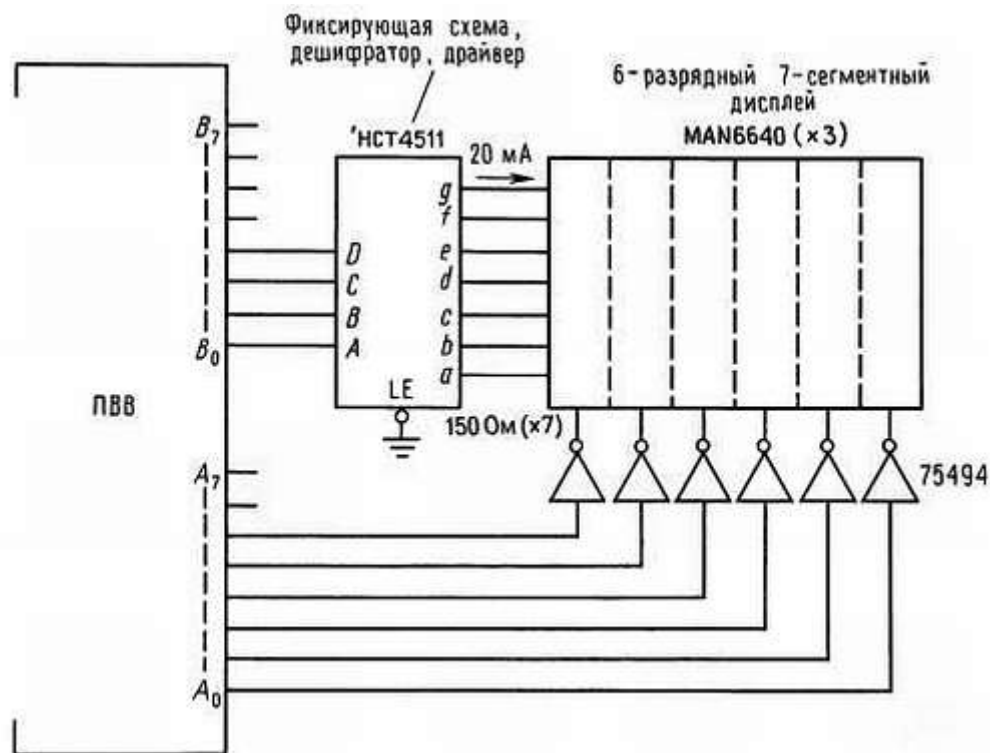 Фиксирующая схема,
дешифратор, драйвер
6-разрядный 7-сегментный
дисплей
MAN6640 (×3)
'HCT4511
20 мА
B7
B0
D
C
B
A
g
f
e
d
c
b
a
LE
150 Ом (×7)
ПВВ
A7
A0
75494